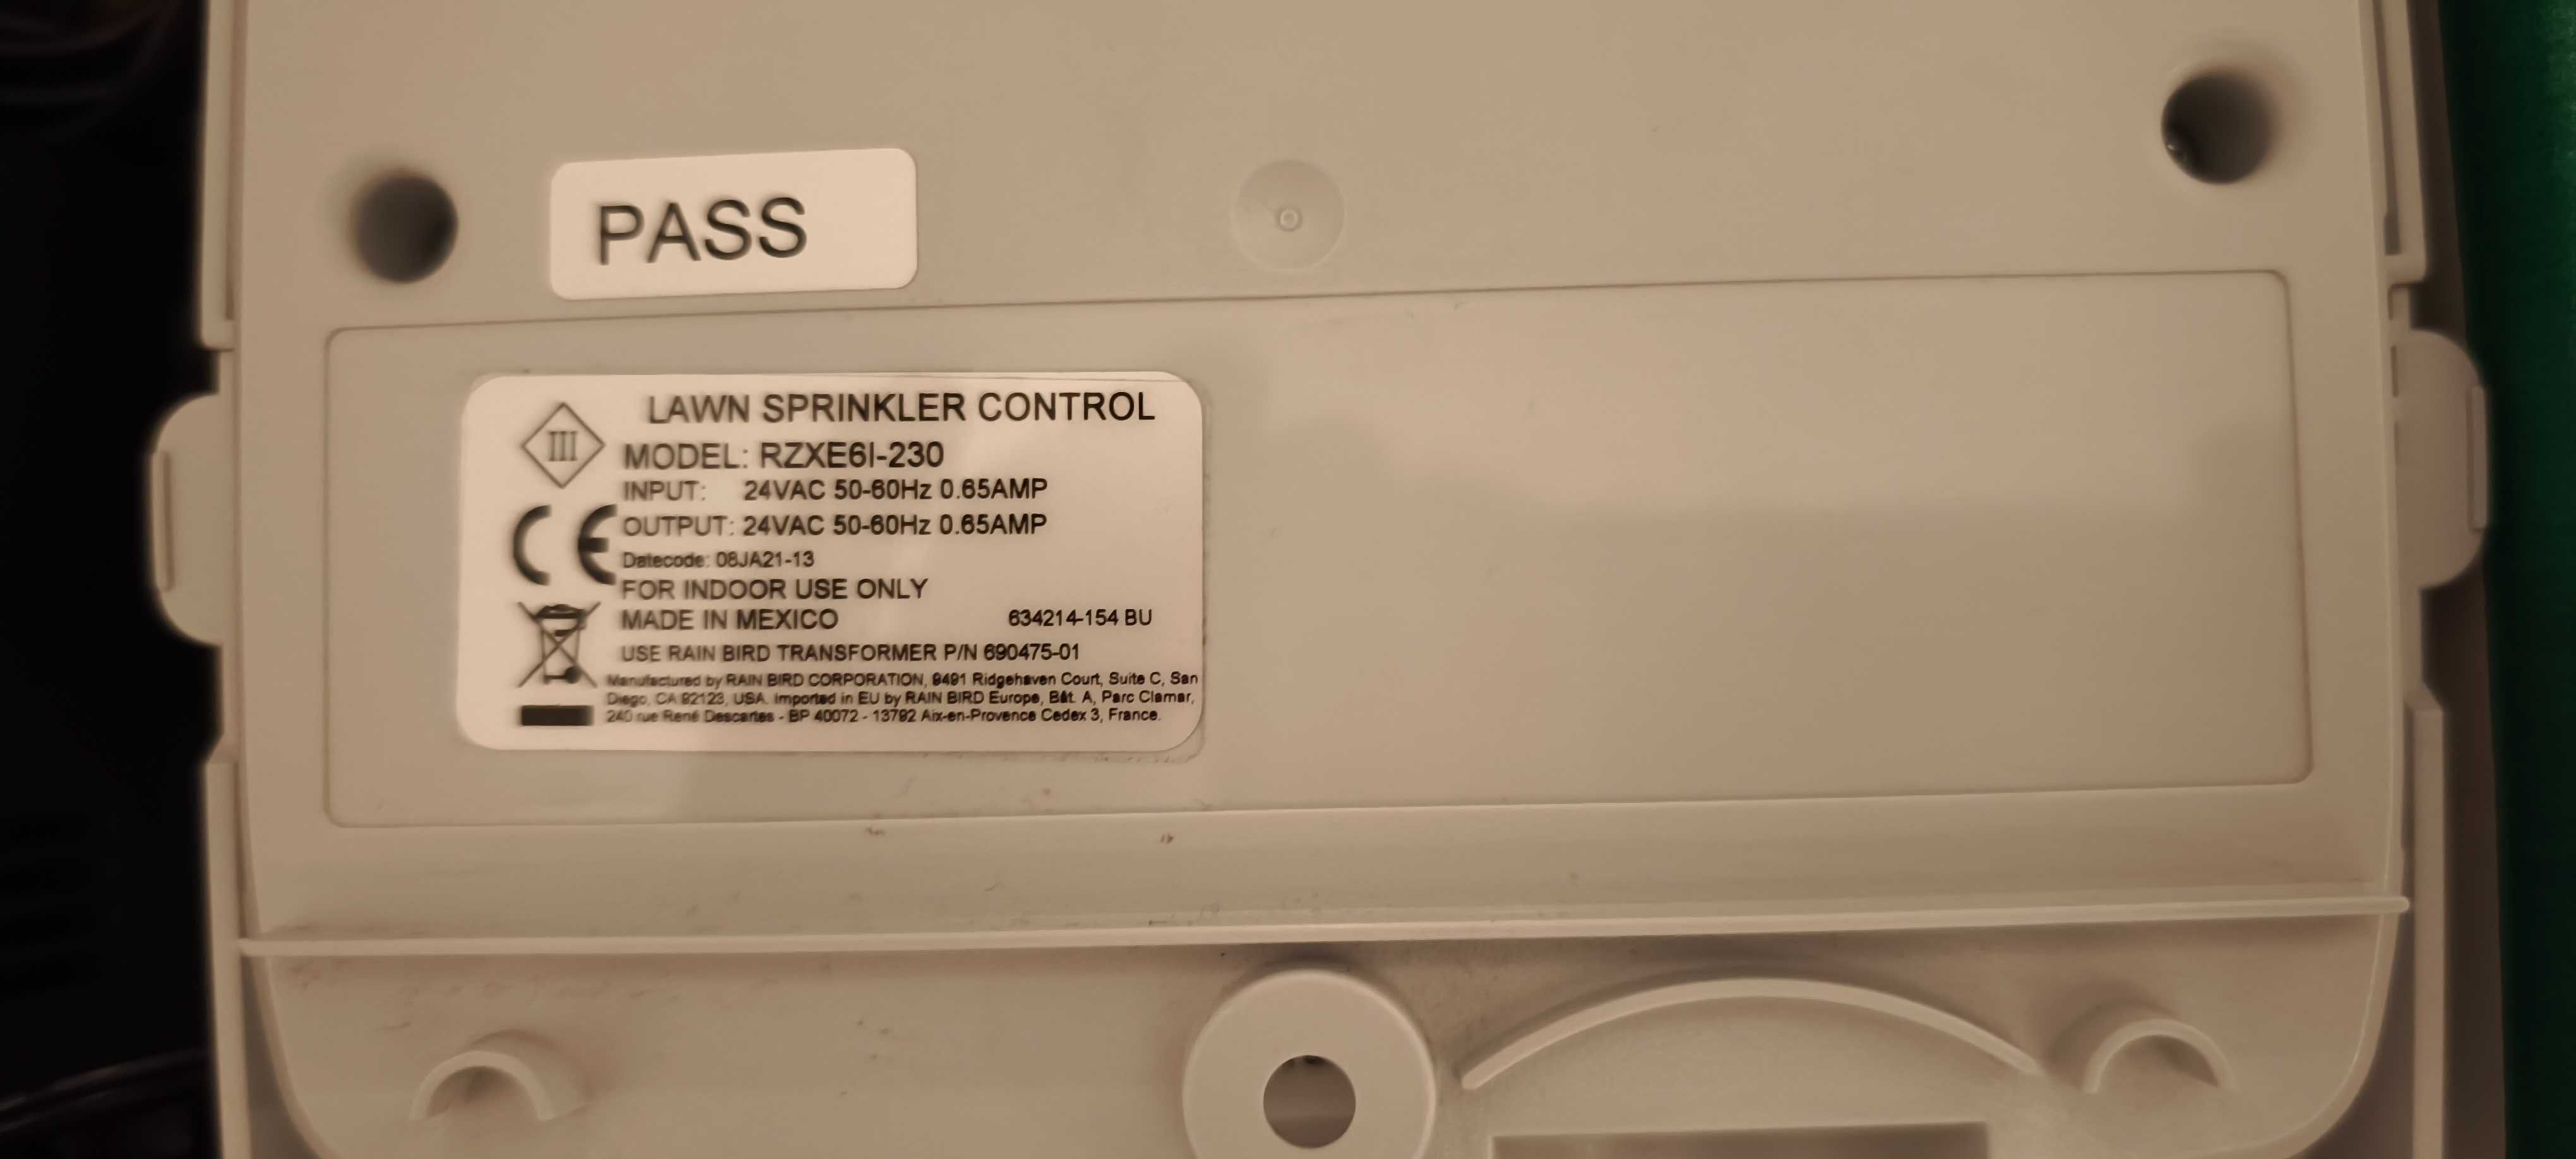 PASS
LAWN SPRINKLER CONTROL
III
MODEL: RZXE6I-230
INPUT: 24VAC 50-60Hz 0.65AMP
CE
OUTPUT: 24VAC 50-60Hz 0.65AMP
Datecode: 08JA21-13
FOR INDOOR USE ONLY
MADE IN MEXICO 634214-154 BU
USE RAIN BIRD TRANSFORMER P/N 690475-01
Manufactured by RAIN BIRD CORPORATION, 9491 Ridgehaven Court, Suite C, San
Diego, CA 92123, USA. Imported in EU by RAIN BIRD Europe, Bât. A, Parc Clamar,
240 rue René Descartes - BP 40072 - 13792 Aix-en-Provence Cedex 3, France.